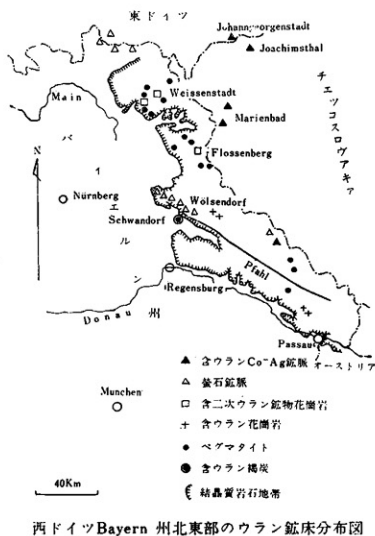 東ドイツ
Johanngeorgenstadt
Joachimsthal
Main
Weissenstadt
チェッコスロヴァキア
Marienbad
バイエルン州
Flossenberg
N
Nürnberg
Wölsendorf
Schwandorf
Pfahl
Regensburg
Donau
Passau
オーストリア
Munchen
含ウランCo-Ag鉱脈
螢石鉱脈
含二次ウラン鉱物花崗岩
含ウラン花崗岩
ペグマタイト
含ウラン褐炭
結晶質岩石地帯
40Km
西ドイツBayern 州北東部のウラン鉱床分布図